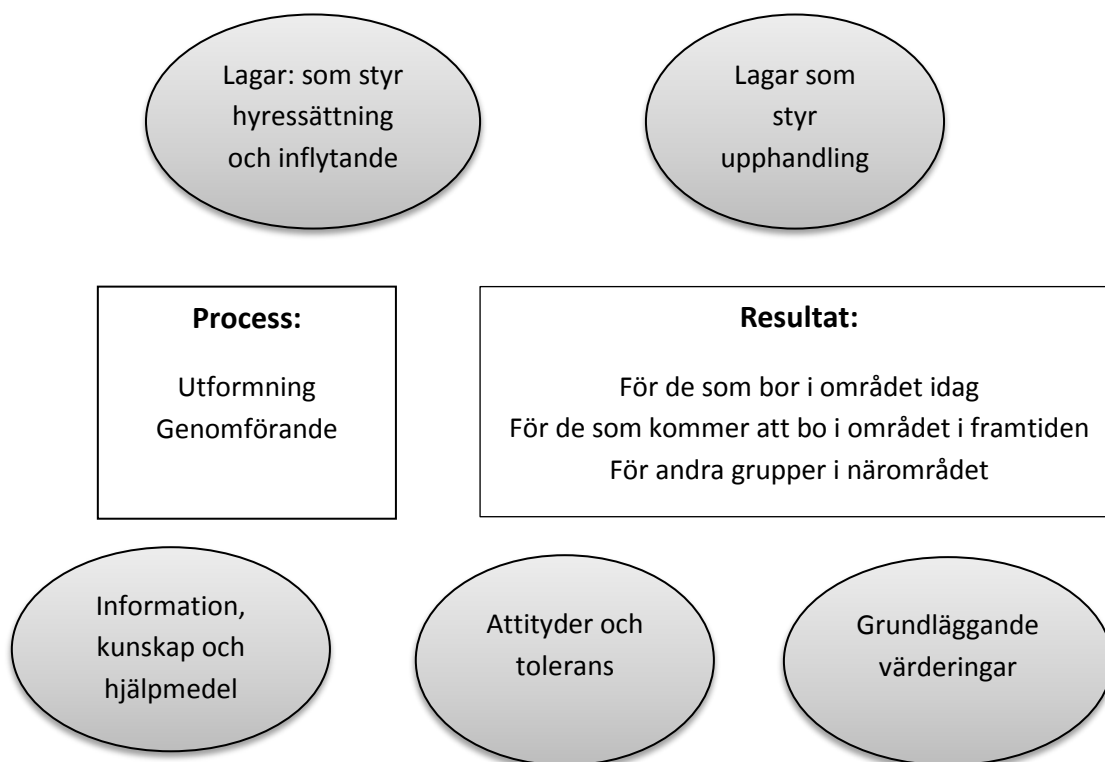 Lagar: som styr
hyressättning
och inflytande
Lagar som
styr
upphandling
Process:
Utformning
Genomförande
Resultat:
För de som bor i området idag
För de som kommer att bo i området i framtiden
För andra grupper i närområdet
Information,
kunskap och
hjälpmedel
Attityder och
tolerans
Grundläggande
värderingar